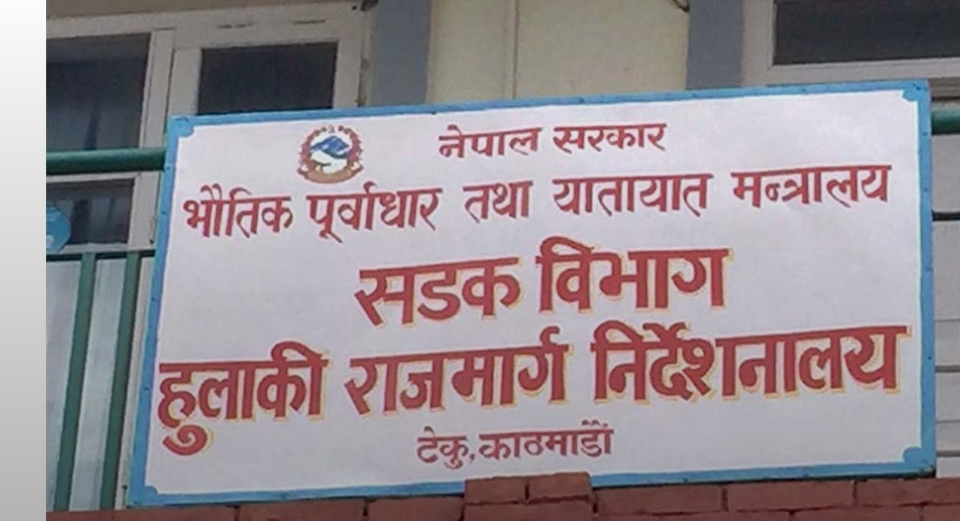 नेपाल सरकार
भौतिक पूर्वाधार तथा यातायात मन्त्रालय
सडक विभाग
हुलाकी राजमार्ग निर्देशनालय
टेकु, काठमाडौं